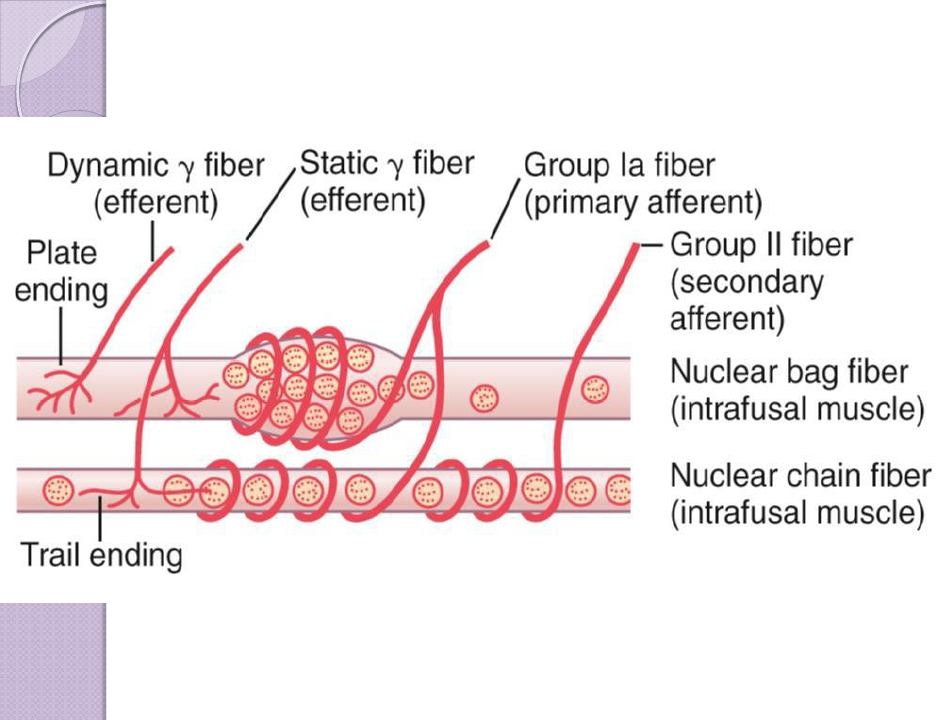 Dynamic γ fiber
(efferent)
Static γ fiber
(efferent)
Group Ia fiber
(primary afferent)
Plate
ending
Group II fiber
(secondary
afferent)
Nuclear bag fiber
(intrafusal muscle)
Nuclear chain fiber
(intrafusal muscle)
Trail ending